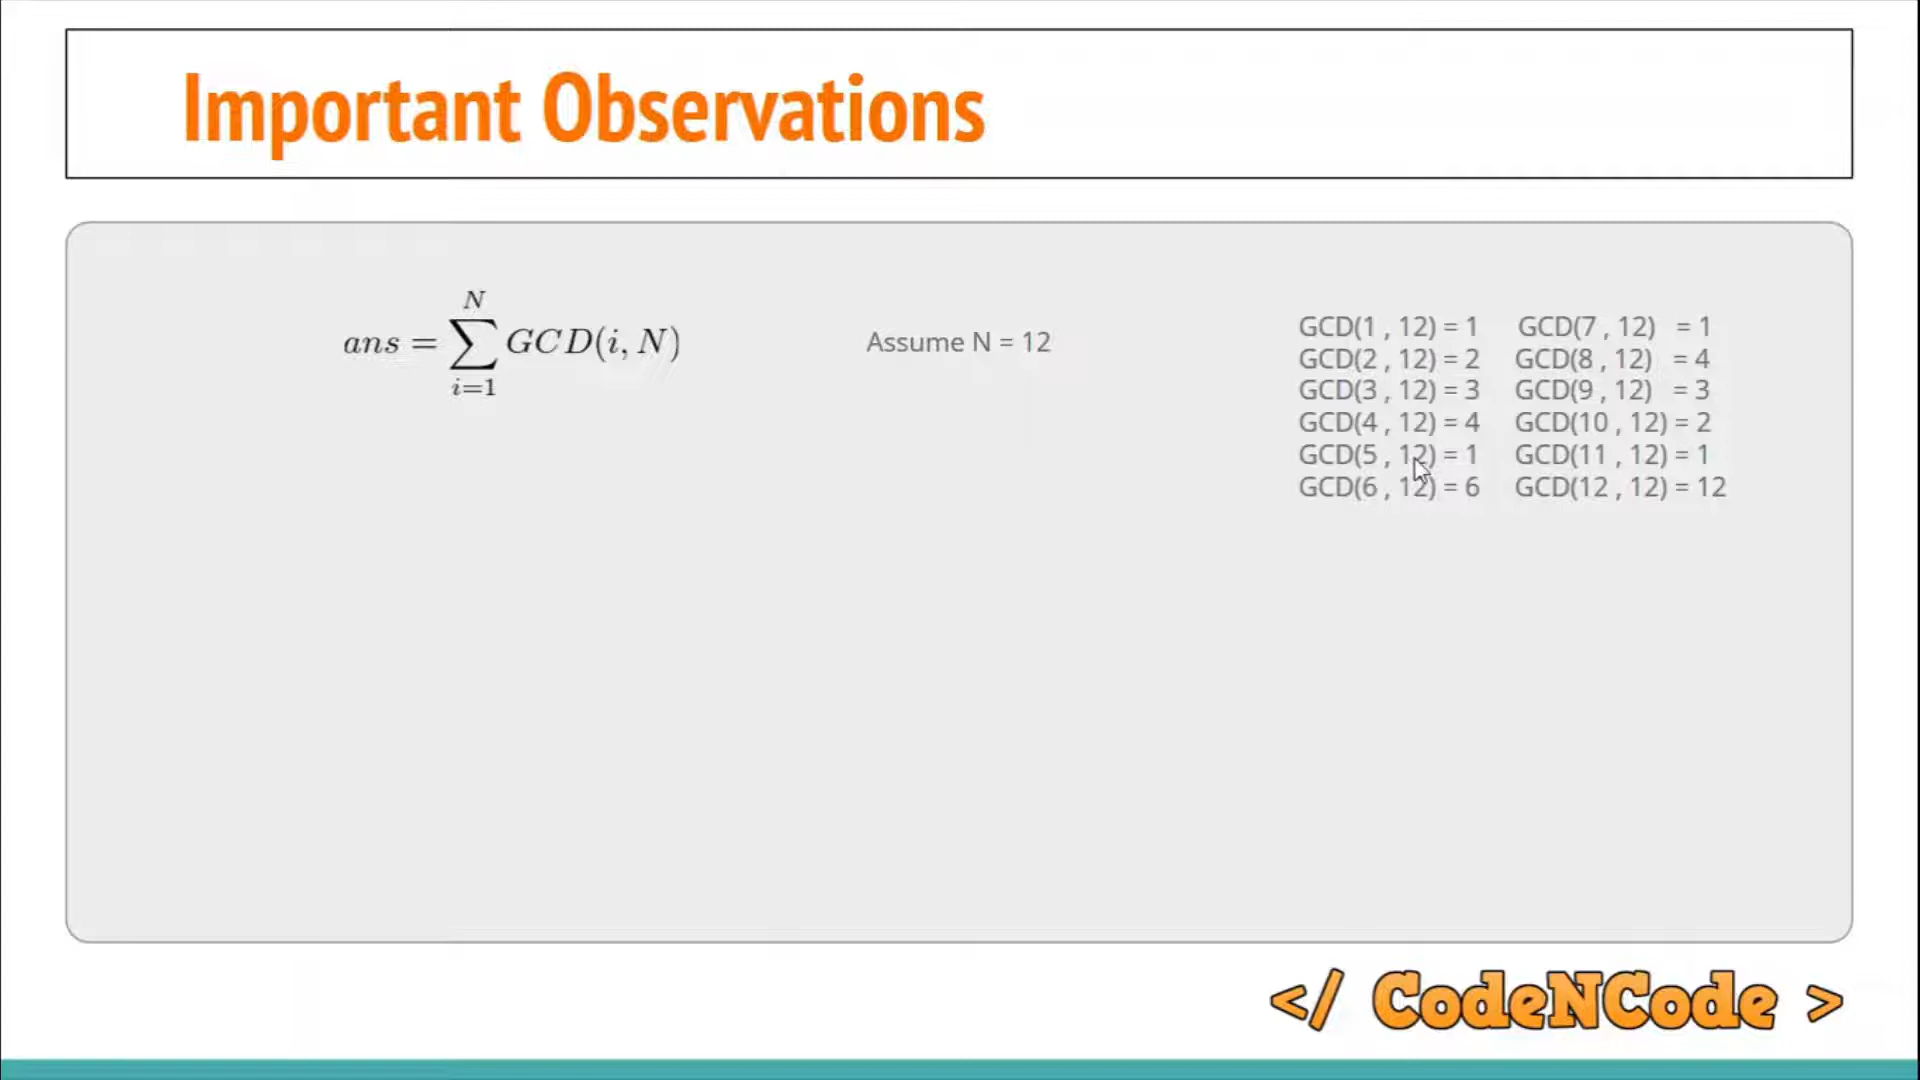 Important Observations
ans = \sum_{i=1}^{N} GCD(i, N)
Assume N = 12
GCD(1 , 12) = 1 GCD(7 , 12) = 1
GCD(2 , 12) = 2 GCD(8 , 12) = 4
GCD(3 , 12) = 3 GCD(9 , 12) = 3
GCD(4 , 12) = 4 GCD(10 , 12) = 2
GCD(5 , 12) = 1 GCD(11 , 12) = 1
GCD(6 , 12) = 6 GCD(12 , 12) = 12
</ CodeNCode >